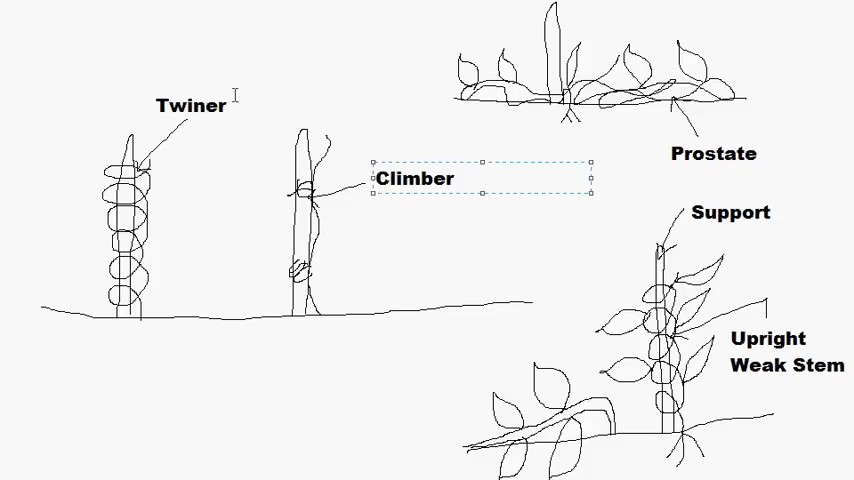 Twiner
Climber
Prostate
Support
Upright
Weak Stem